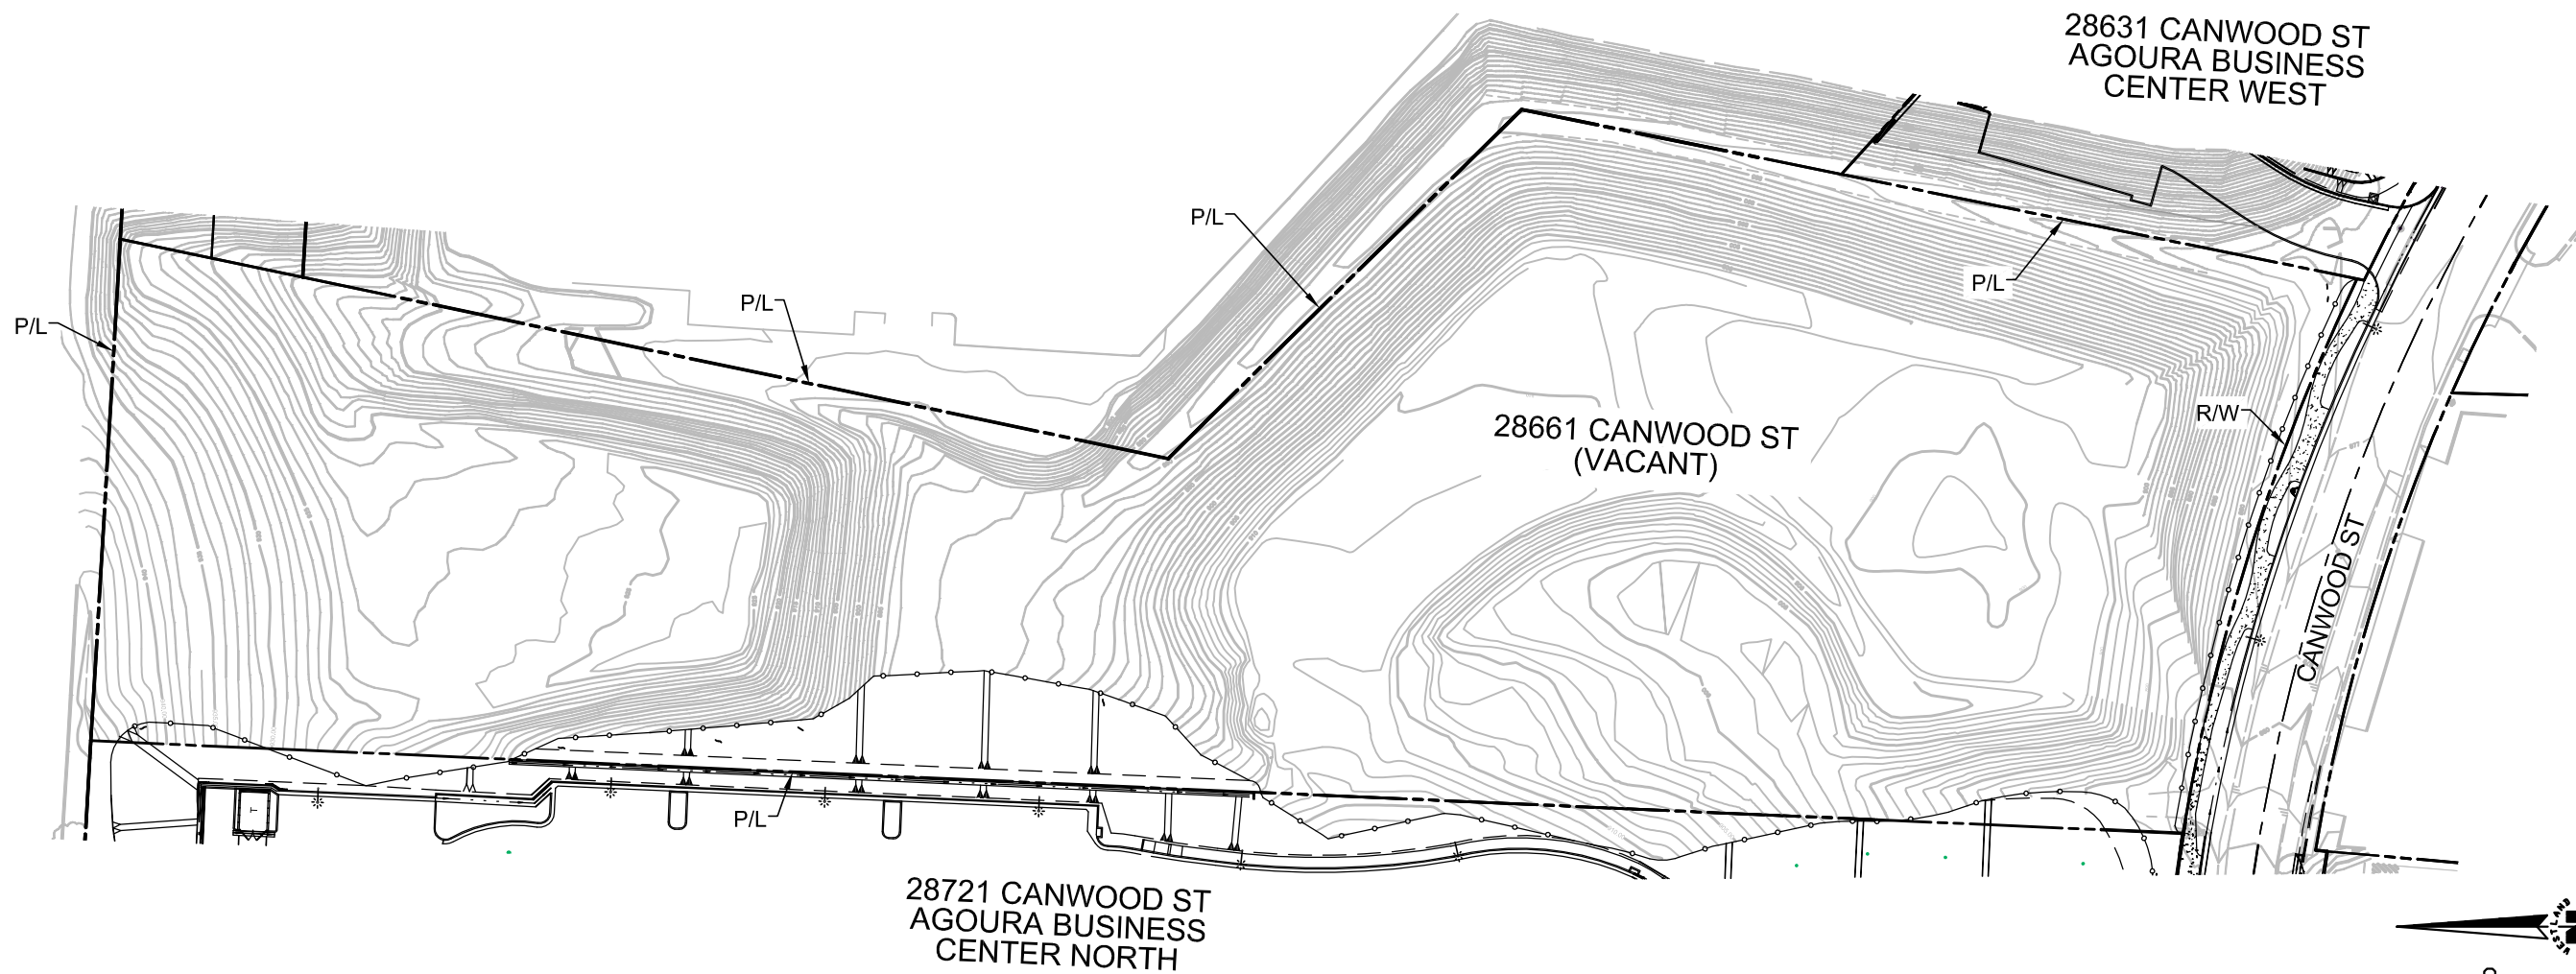 28631 CANWOOD ST
AGOURA BUSINESS
CENTER WEST
P/L
P/L
P/L
P/L
28661 CANWOOD ST
(VACANT)
R/W
CANWOOD ST
P/L
T
28721 CANWOOD ST
AGOURA BUSINESS
CENTER NORTH
WESTLAND